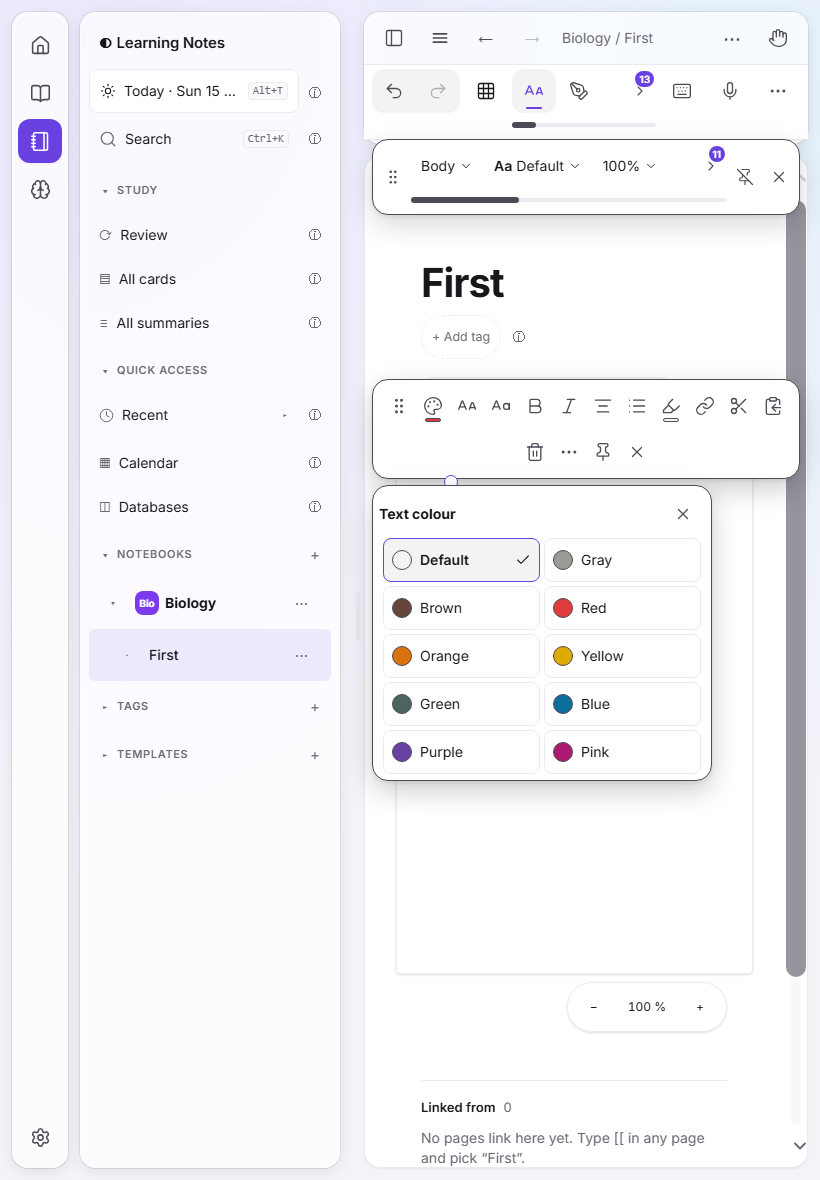 Learning Notes
Today · Sun 15 ... Alt+T
Search Ctrl+K
STUDY
Review
All cards
All summaries
QUICK ACCESS
Recent
Calendar
Databases
NOTEBOOKS +
Bio Biology ...
First ...
TAGS +
TEMPLATES +
← → Biology / First ...
AA 13 ...
Body Aa Default 100% 11
First
+ Add tag
AA Aa B I
...
Text colour
Default Gray
Brown Red
Orange Yellow
Green Blue
Purple Pink
− 100 % +
Linked from 0
No pages link here yet. Type [[ in any page
and pick “First”.